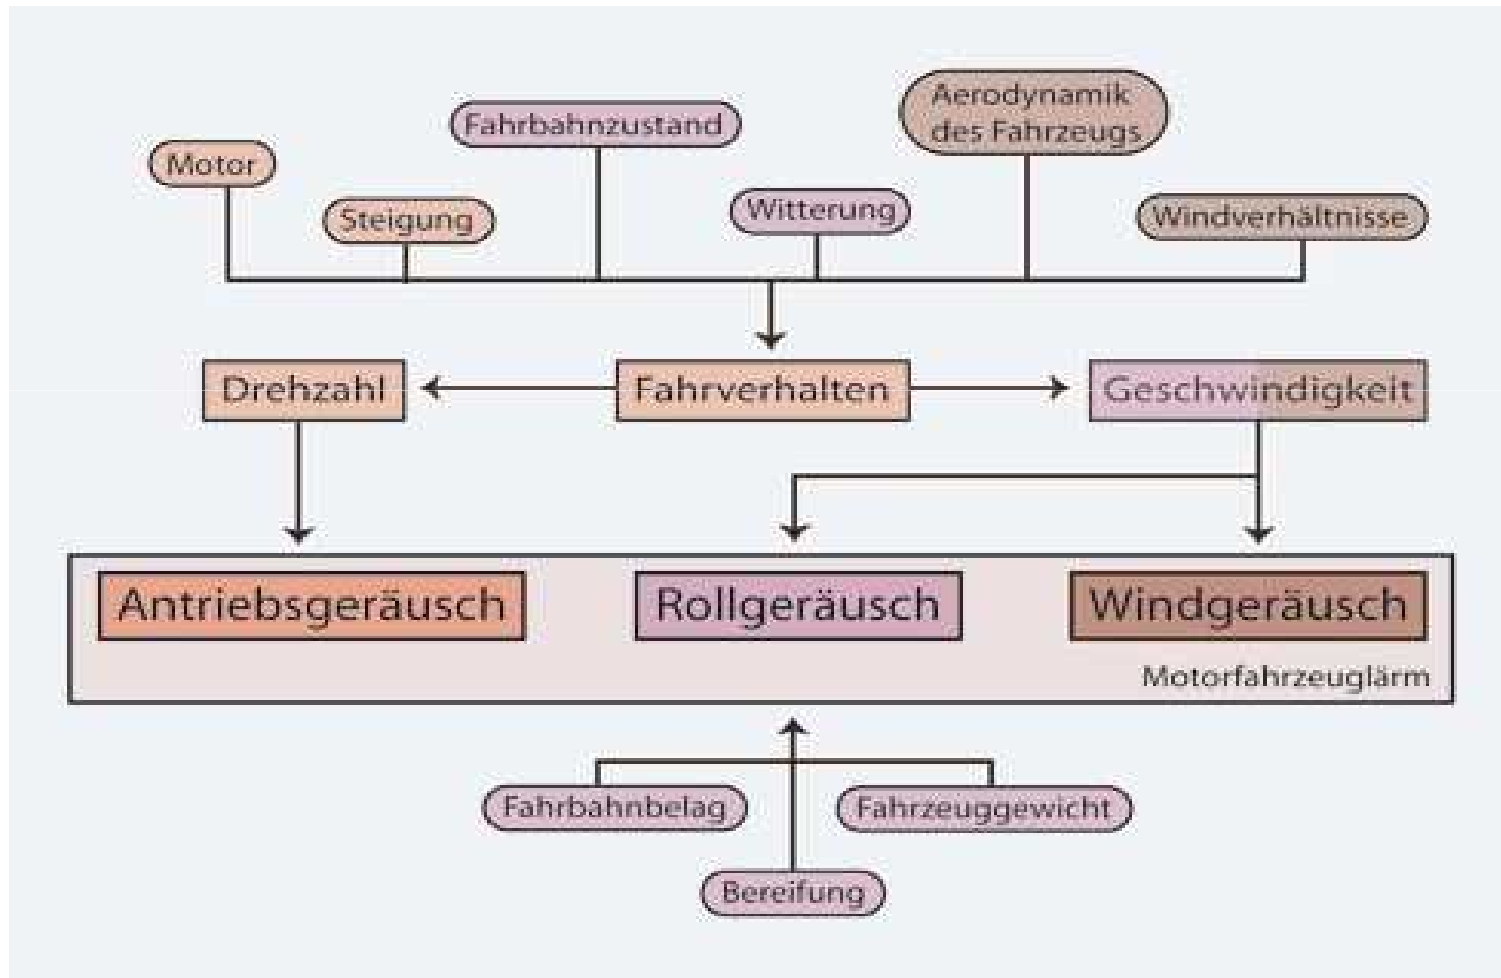 Aerodynamik
des Fahrzeugs
Fahrbahnzustand
Motor
Steigung
Witterung
Windverhältnisse
Drehzahl
Fahrverhalten
Geschwindigkeit
Antriebsgeräusch
Rollgeräusch
Windgeräusch
Motorfahrzeuglärm
Fahrbahnbelag
Fahrzeuggewicht
Bereifung